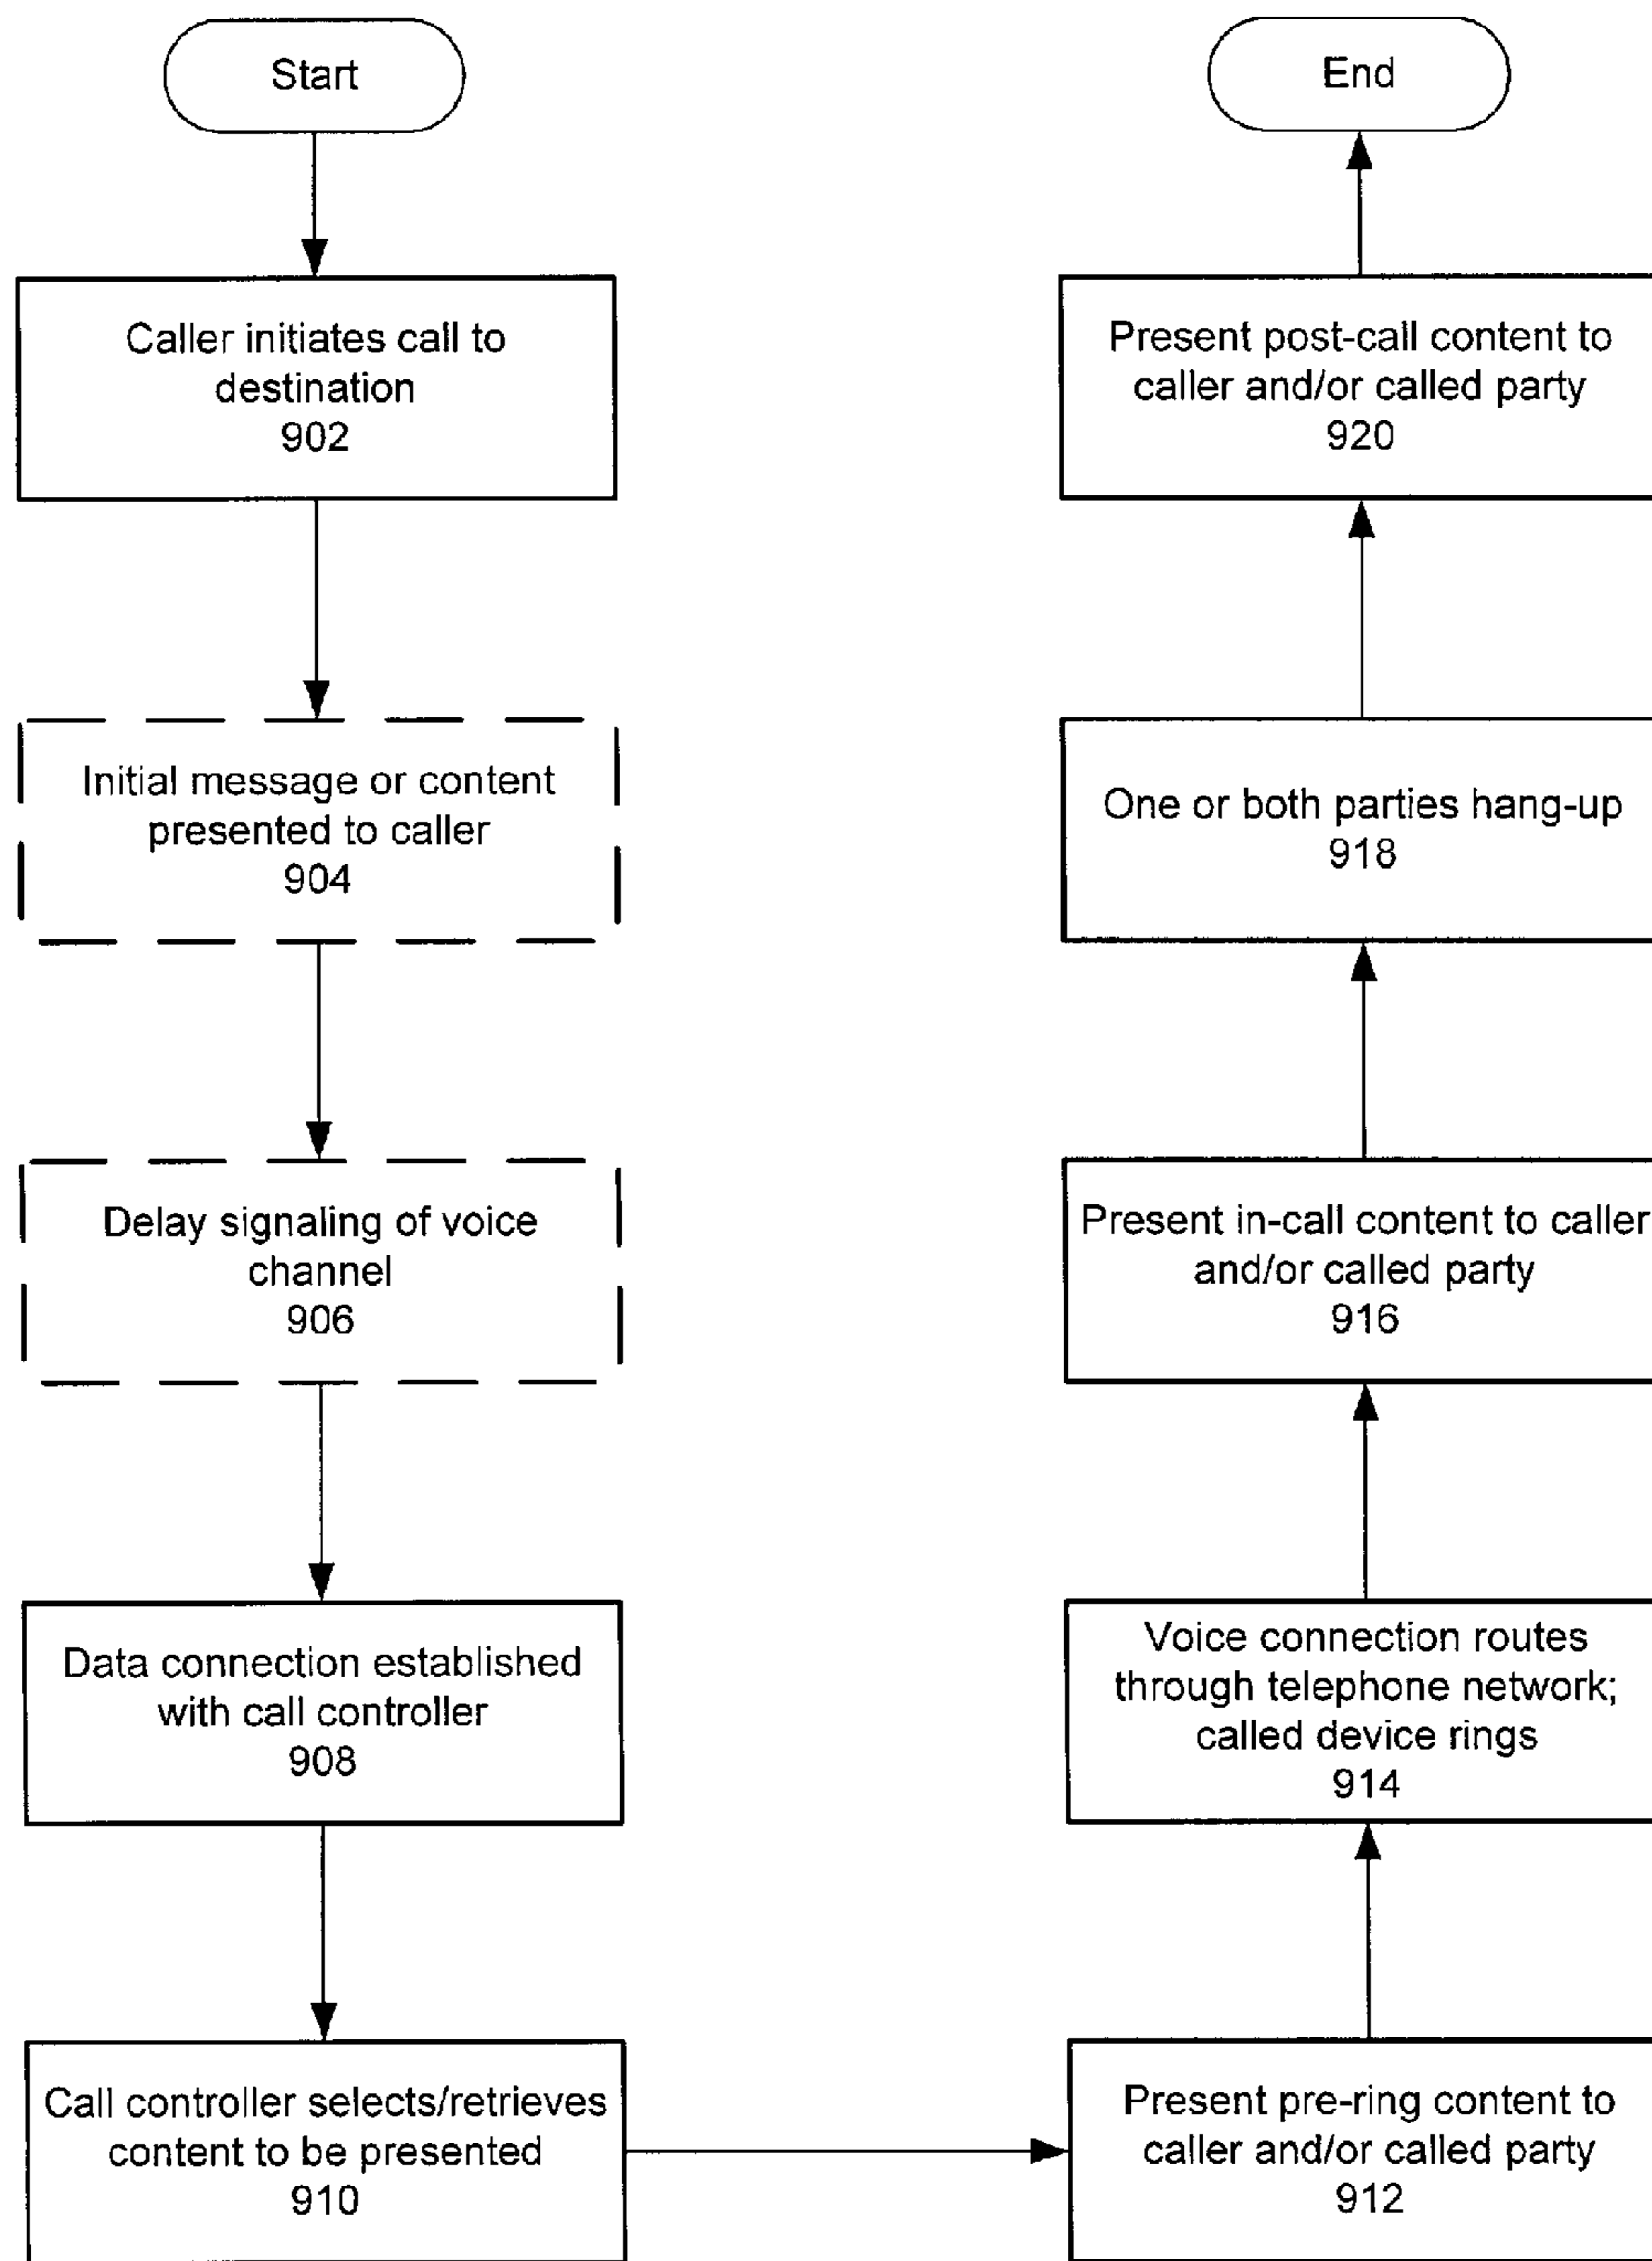 Start
Caller initiates call to
destination
902
Initial message or content
presented to caller
904
Delay signaling of voice
channel
906
Data connection established
with call controller
908
Call controller selects/retrieves
content to be presented
910
Present pre-ring content to
caller and/or called party
912
Voice connection routes
through telephone network;
called device rings
914
Present in-call content to caller
and/or called party
916
One or both parties hang-up
918
Present post-call content to
caller and/or called party
920
End